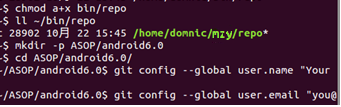 $ chmod a+x bin/repo
$ ll ~/bin/repo
t 28902 10月 22 15:45 /home/domnic/mzy/repo*
$ mkdir -p ASOP/android6.0
$ cd ASOP/android6.0/
~/ASOP/android6.0$ git config --global user.name "Your
~/ASOP/android6.0$ git config --global user.email "you@